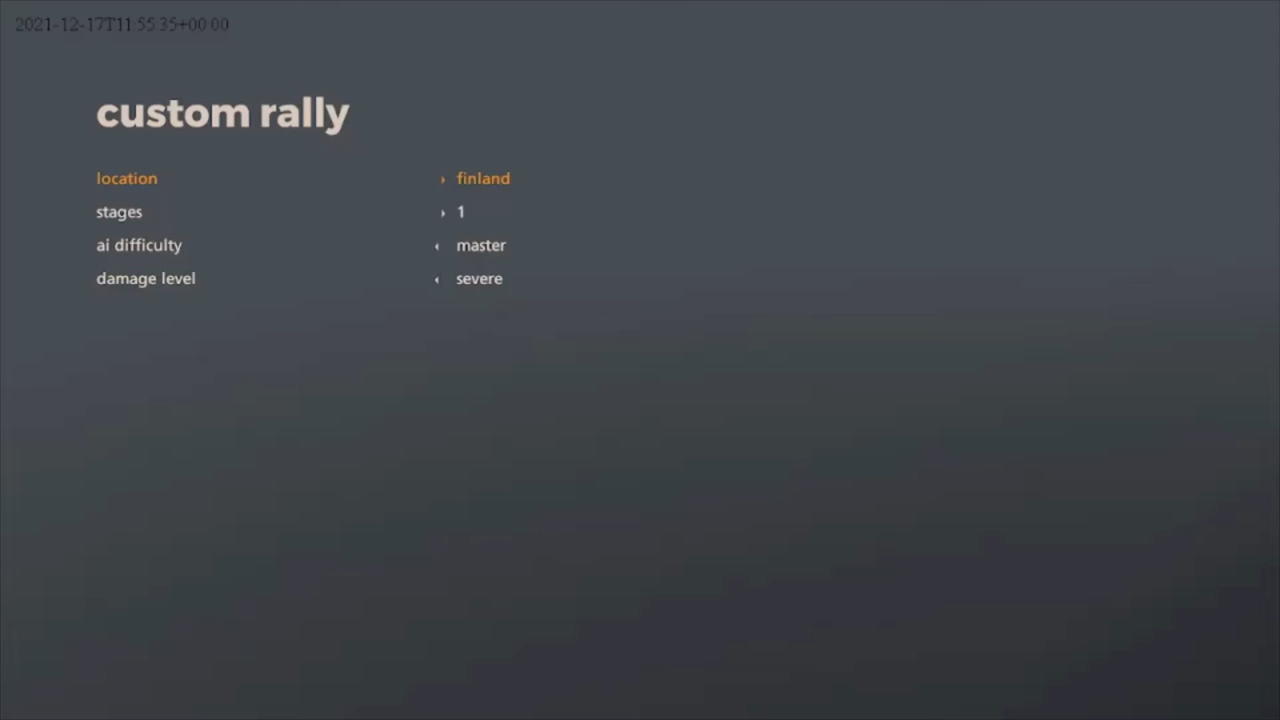 2021-12-17T11:55:35+00:00
custom rally
location finland
stages 1
ai difficulty master
damage level severe